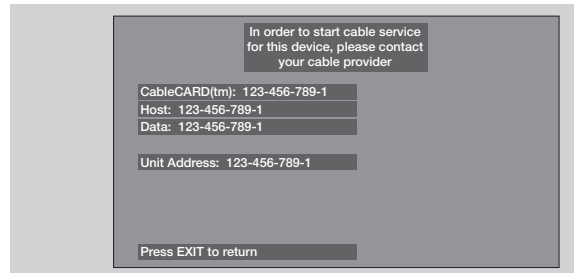 In order to start cable service
for this device, please contact
your cable provider
CableCARD(tm): 123-456-789-1
Host: 123-456-789-1
Data: 123-456-789-1
Unit Address: 123-456-789-1
Press EXIT to return